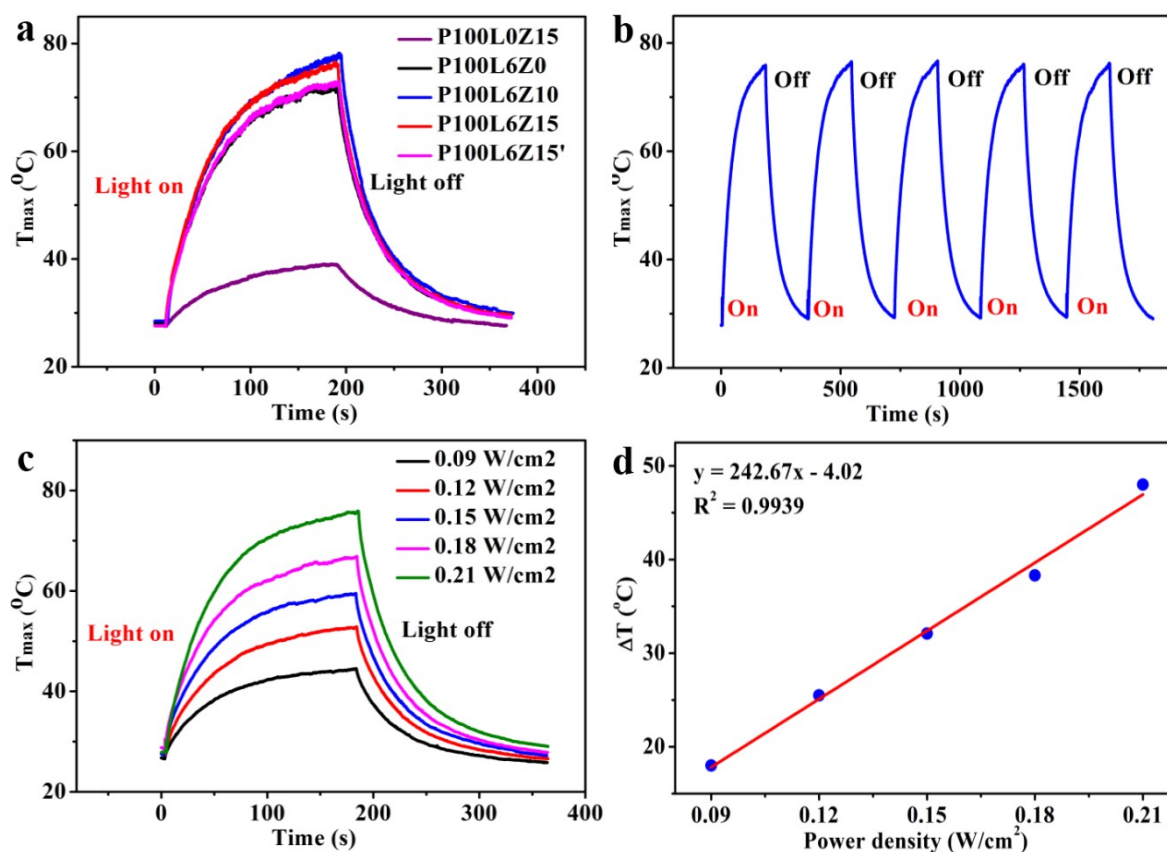 a
P100L0Z15
P100L6Z0
P100L6Z10
P100L6Z15
P100L6Z15'
Light on
Light off
Tmax (⁰C)
80
60
40
20
0
100
200
300
400
Time (s)
b
Off
Off
Off
Off
Off
On
On
On
On
On
Tmax (⁰C)
80
60
40
20
0
500
1000
1500
Time (s)
c
0.09 W/cm2
0.12 W/cm2
0.15 W/cm2
0.18 W/cm2
0.21 W/cm2
Light on
Light off
Tmax (⁰C)
80
60
40
20
0
100
200
300
400
Time (s)
d
y = 242.67x - 4.02
R² = 0.9939
ΔT (⁰C)
50
40
30
20
0.09
0.12
0.15
0.18
0.21
Power density (W/cm²)